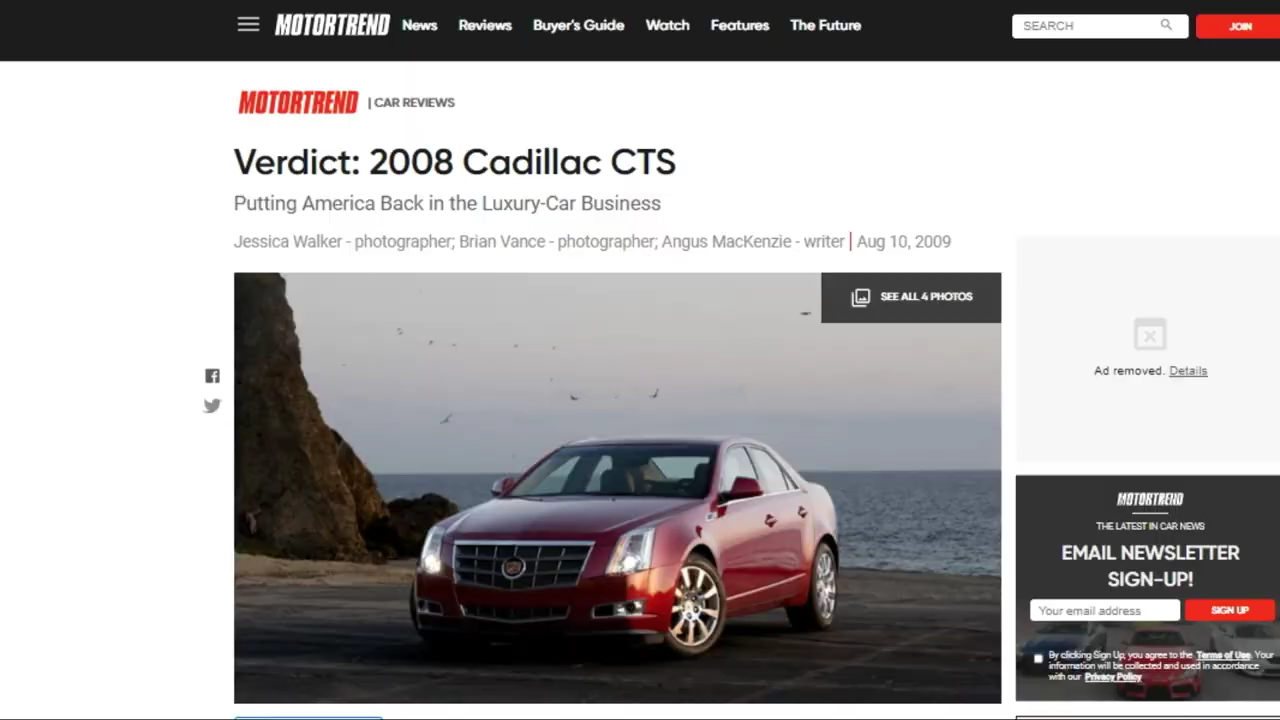 MOTORTREND News Reviews Buyer's Guide Watch Features The Future SEARCH JOIN
MOTORTREND | CAR REVIEWS
Verdict: 2008 Cadillac CTS
Putting America Back in the Luxury-Car Business
Jessica Walker - photographer; Brian Vance - photographer; Angus MacKenzie - writer | Aug 10, 2009
SEE ALL 4 PHOTOS
Ad removed. Details
MOTORTREND
THE LATEST IN CAR NEWS
EMAIL NEWSLETTER
SIGN-UP!
Your email address SIGN UP
By clicking Sign Up, you agree to the Terms of Use. Your
information will be collected and used in accordance
with our Privacy Policy